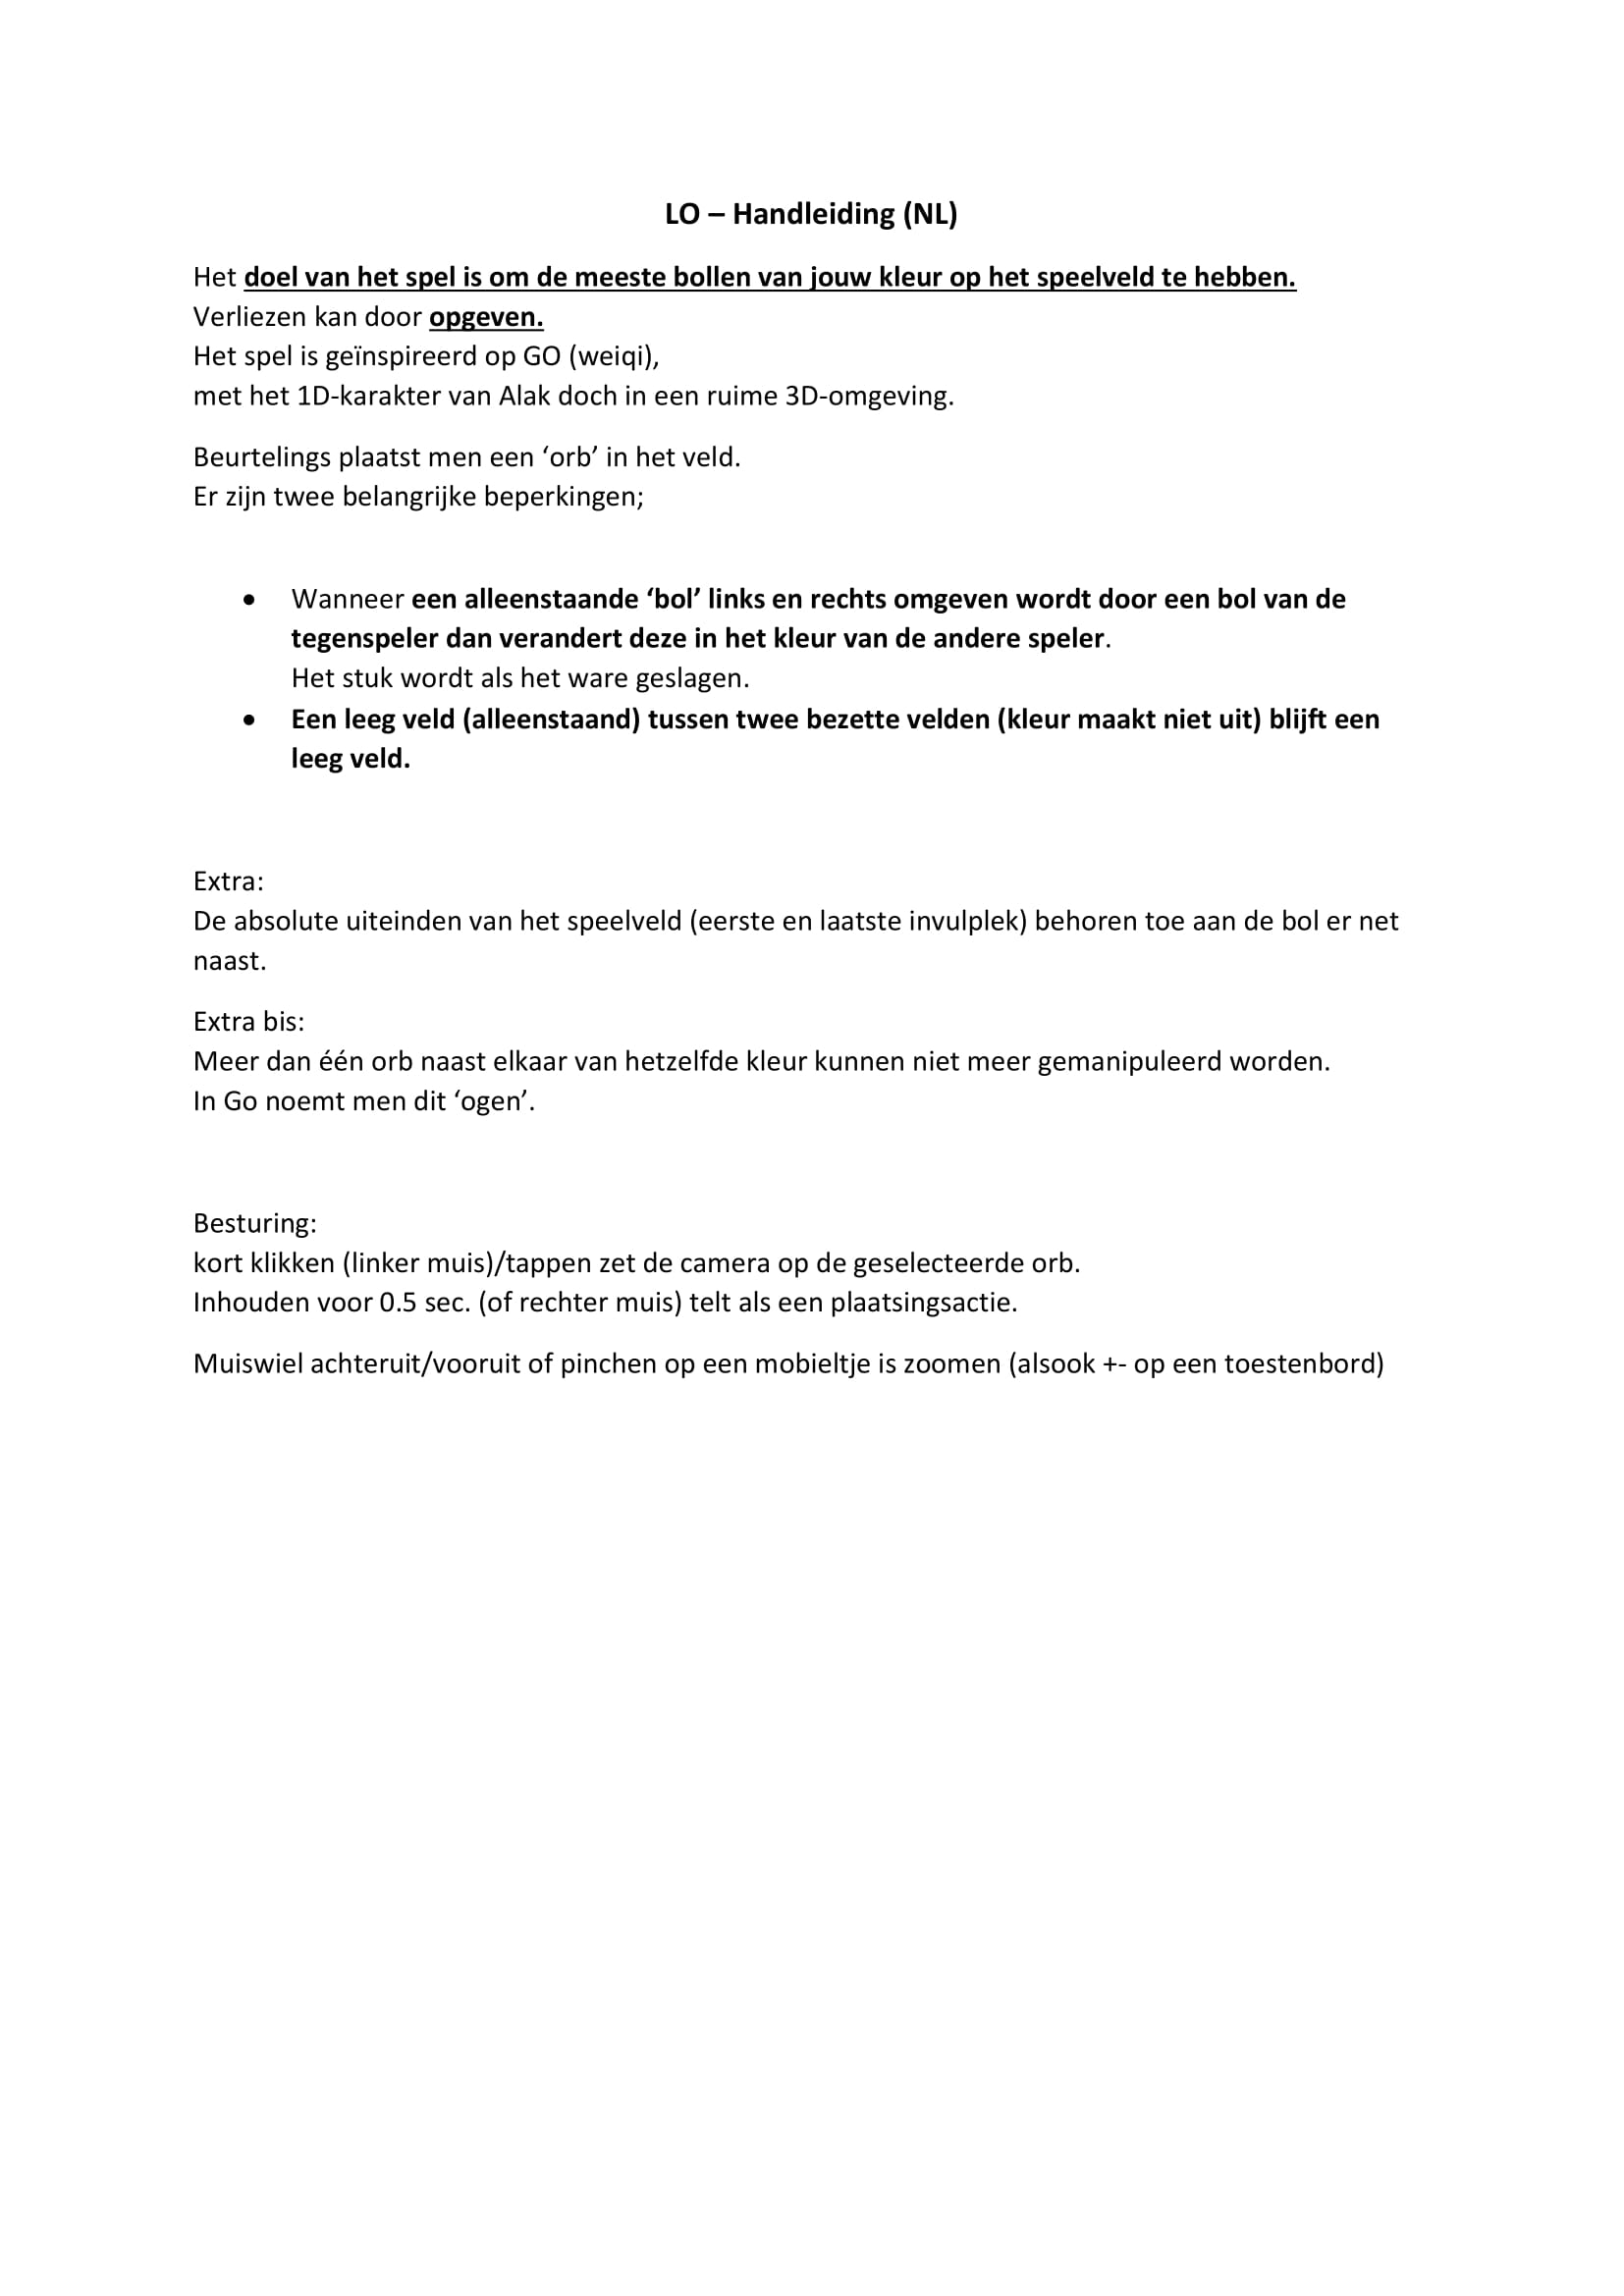 LO – Handleiding (NL)
Het doel van het spel is om de meeste bollen van jouw kleur op het speelveld te hebben.
Verliezen kan door opgeven.
Het spel is geïnspireerd op GO (weiqi),
met het 1D-karakter van Alak doch in een ruime 3D-omgeving.
Beurtelings plaatst men een ‘orb’ in het veld.
Er zijn twee belangrijke beperkingen;
• Wanneer een alleenstaande ‘bol’ links en rechts omgeven wordt door een bol van de
tegenspeler dan verandert deze in het kleur van de andere speler.
Het stuk wordt als het ware geslagen.
• Een leeg veld (alleenstaand) tussen twee bezette velden (kleur maakt niet uit) blijft een
leeg veld.
Extra:
De absolute uiteinden van het speelveld (eerste en laatste invulplek) behoren toe aan de bol er net
naast.
Extra bis:
Meer dan één orb naast elkaar van hetzelfde kleur kunnen niet meer gemanipuleerd worden.
In Go noemt men dit ‘ogen’.
Besturing:
kort klikken (linker muis)/tappen zet de camera op de geselecteerde orb.
Inhouden voor 0.5 sec. (of rechter muis) telt als een plaatsingsactie.
Muiswiel achteruit/vooruit of pinchen op een mobieltje is zoomen (alsook +- op een toestenbord)